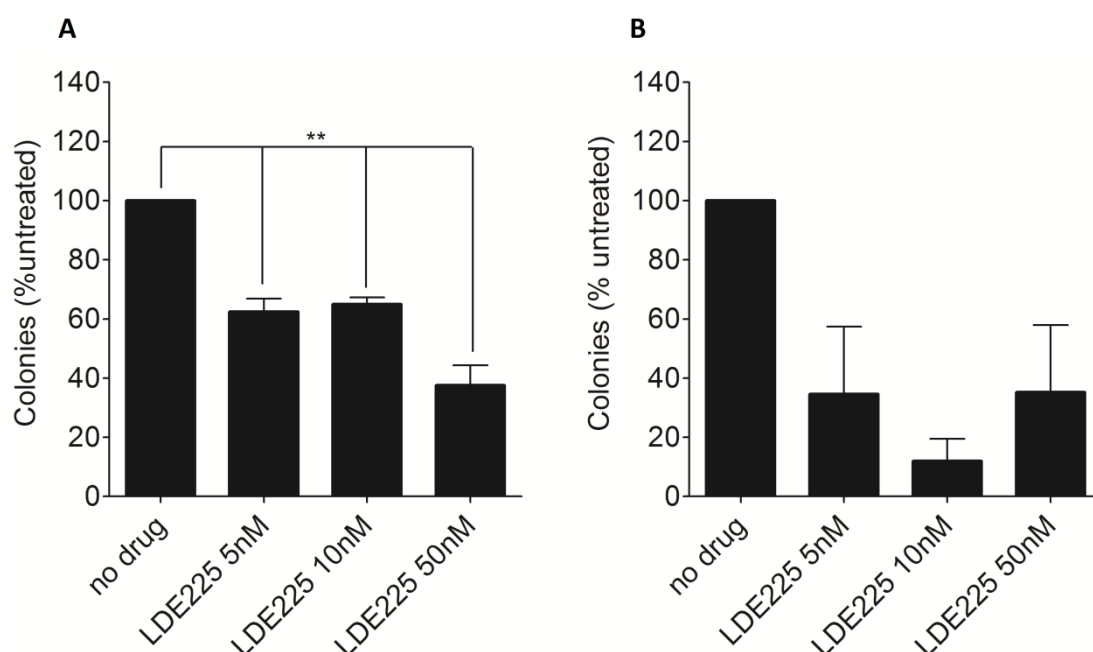 A
Colonies (%untreated)
140
120
100
80
60
40
20
0
**
no drug
LDE225 5nM
LDE225 10nM
LDE225 50nM
B
Colonies (% untreated)
140
120
100
80
60
40
20
0
no drug
LDE225 5nM
LDE225 10nM
LDE225 50nM